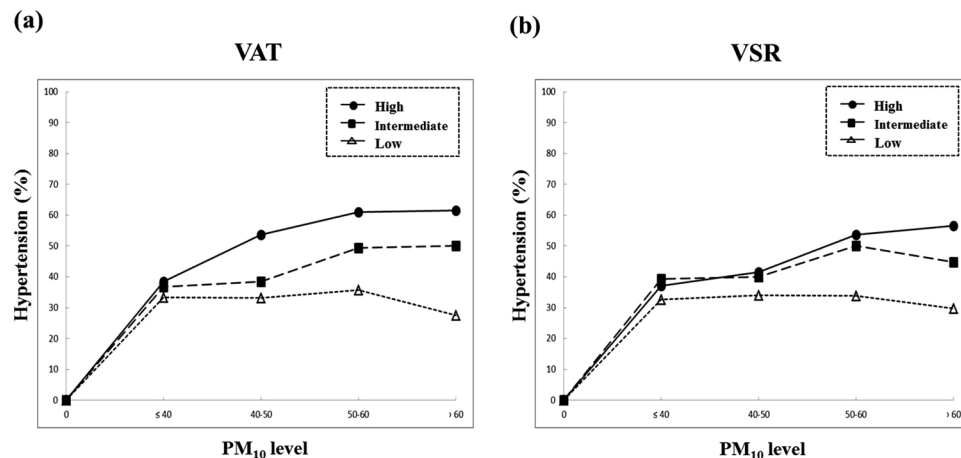 (a)
VAT
High
Intermediate
Low
Hypertension (%)
100
90
80
70
60
50
40
30
20
10
0
0 ≤ 40 40-50 50-60 › 60
PM₁₀ level
(b)
VSR
High
Intermediate
Low
Hypertension (%)
100
90
80
70
60
50
40
30
20
10
0
0 ≤ 40 40-50 50-60 › 60
PM₁₀ level